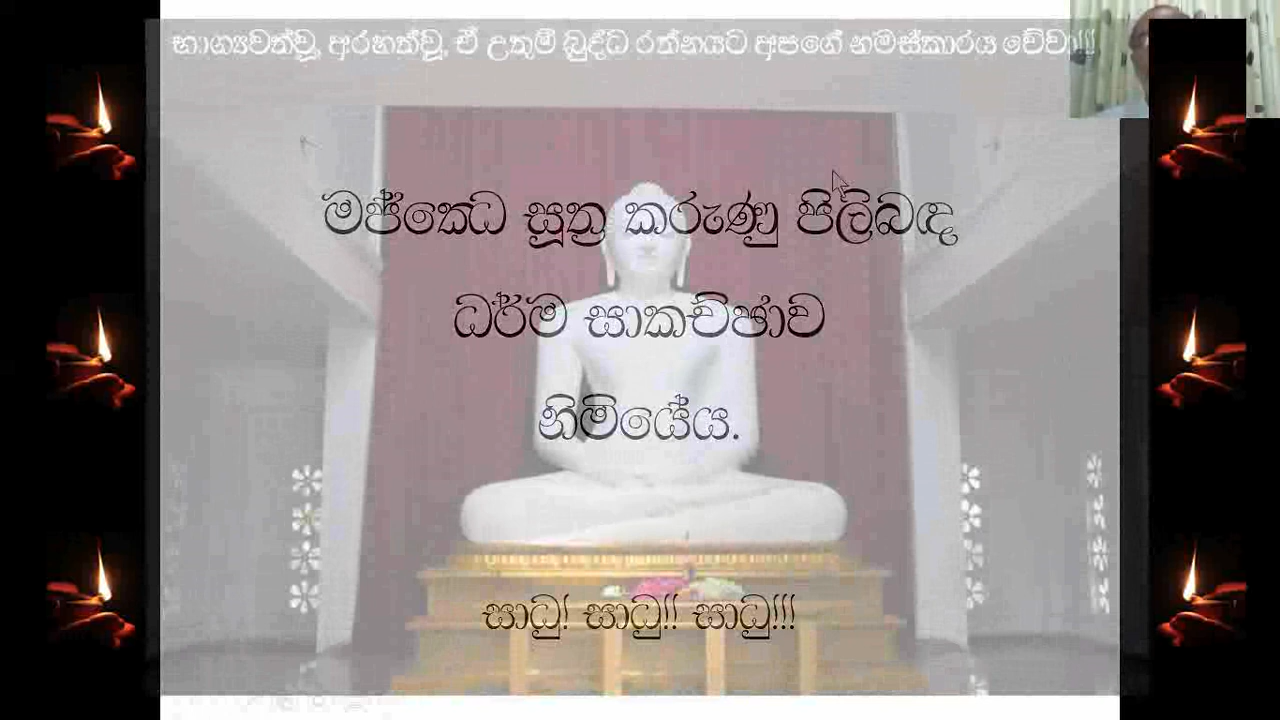 භාග්‍යවත්වූ, අරහත්වූ, ඒ උතුම් බුද්ධ රත්නයට අපගේ නමස්කාරය වේවා!!!
මජ්ඣෙ සූත්‍ර කරුණු පිලිබඳ
ධර්ම සාකච්ඡාව
නිමියේය.
සාධු! සාධු!! සාධු!!!